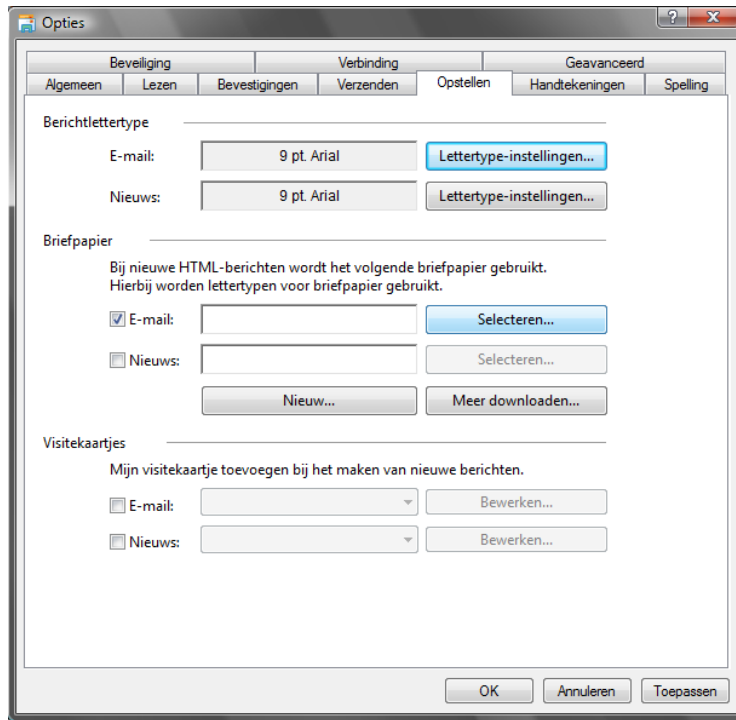 Opties
?
X
Beveiliging Verbinding Geavanceerd
Algemeen Lezen Bevestigingen Verzenden Opstellen Handtekeningen Spelling
Berichtlettertype
E-mail: 9 pt. Arial Lettertype-instellingen...
Nieuws: 9 pt. Arial Lettertype-instellingen...
Briefpapier
Bij nieuwe HTML-berichten wordt het volgende briefpapier gebruikt.
Hierbij worden lettertypen voor briefpapier gebruikt.
E-mail: Selecteren...
Nieuws: Selecteren...
Nieuw... Meer downloaden...
Visitekaartjes
Mijn visitekaartje toevoegen bij het maken van nieuwe berichten.
E-mail: Bewerken...
Nieuws: Bewerken...
OK Annuleren Toepassen